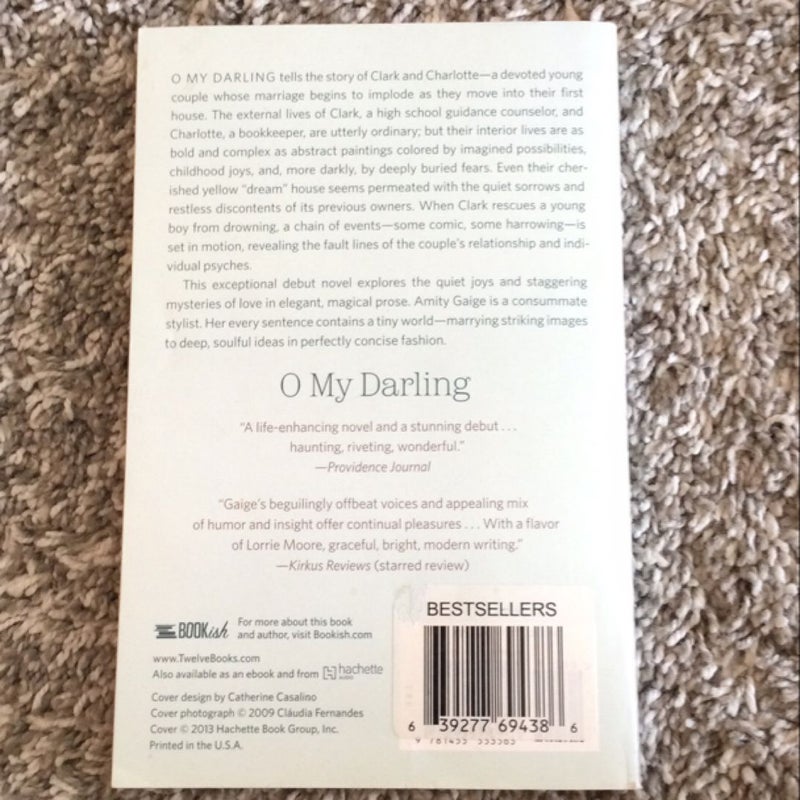 O MY DARLING tells the story of Clark and Charlotte—a devoted young
couple whose marriage begins to implode as they move into their first
house. The external lives of Clark, a high school guidance counselor, and
Charlotte, a bookkeeper, are utterly ordinary; but their interior lives are as
bold and complex as abstract paintings colored by imagined possibilities,
childhood joys, and, more darkly, by deeply buried fears. Even their cher-
ished yellow “dream” house seems permeated with the quiet sorrows and
restless discontents of its previous owners. When Clark rescues a young
boy from drowning, a chain of events—some comic, some harrowing—is
set in motion, revealing the fault lines of the couple’s relationship and indi-
vidual psyches.
This exceptional debut novel explores the quiet joys and staggering
mysteries of love in elegant, magical prose. Amity Gaige is a consummate
stylist. Her every sentence contains a tiny world—marrying striking images
to deep, soulful ideas in perfectly concise fashion.
O My Darling
“A life-enhancing novel and a stunning debut . . .
haunting, riveting, wonderful.”
—Providence Journal
“Gaige’s beguilingly offbeat voices and appealing mix
of humor and insight offer continual pleasures . . . With a flavor
of Lorrie Moore, graceful, bright, modern writing.”
—Kirkus Reviews (starred review)
BOOKish
For more about this book
and author, visit Bookish.com
www.TwelveBooks.com
Also available as an ebook and from hachette
AUDIO
Cover design by Catherine Casalino
Cover photograph © 2009 Cláudia Fernandes
Cover © 2013 Hachette Book Group, Inc.
Printed in the U.S.A.
BESTSELLERS
6 39277 69438 6